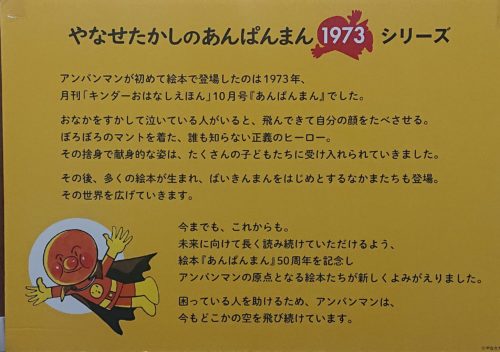 やなせたかしのあんぱんまん 1973 シリーズ
アンパンマンが初めて絵本で登場したのは1973年、
月刊「キンダーおはなしえほん」10月号『あんぱんまん』でした。
おなかをすかして泣いている人がいると、飛んできて自分の顔をたべさせる。
ぼろぼろのマントを着た、誰も知らない正義のヒーロー。
その捨身で献身的な姿は、たくさんの子どもたちに受け入れられていきました。
その後、多くの絵本が生まれ、ばいきんまんをはじめとするなかまたちも登場。
その世界を広げていきます。
今までも、これからも。
未来に向けて長く読み続けていただけるよう、
絵本『あんぱんまん』50周年を記念し
アンパンマンの原点となる絵本たちが新しくよみがえりました。
困っている人を助けるため、アンパンマンは、
今もどこかの空を飛び続けています。